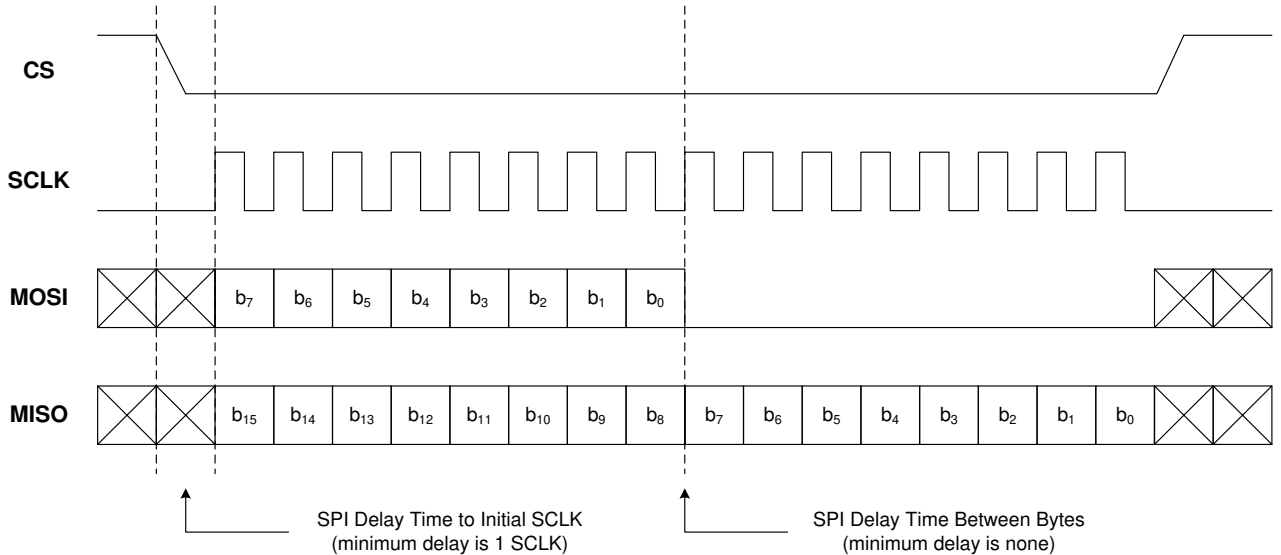 CS
SCLK
MOSI b₇ b₆ b₅ b₄ b₃ b₂ b₁ b₀
MISO b₁₅ b₁₄ b₁₃ b₁₂ b₁₁ b₁₀ b₉ b₈ b₇ b₆ b₅ b₄ b₃ b₂ b₁ b₀
SPI Delay Time to Initial SCLK
(minimum delay is 1 SCLK)
SPI Delay Time Between Bytes
(minimum delay is none)